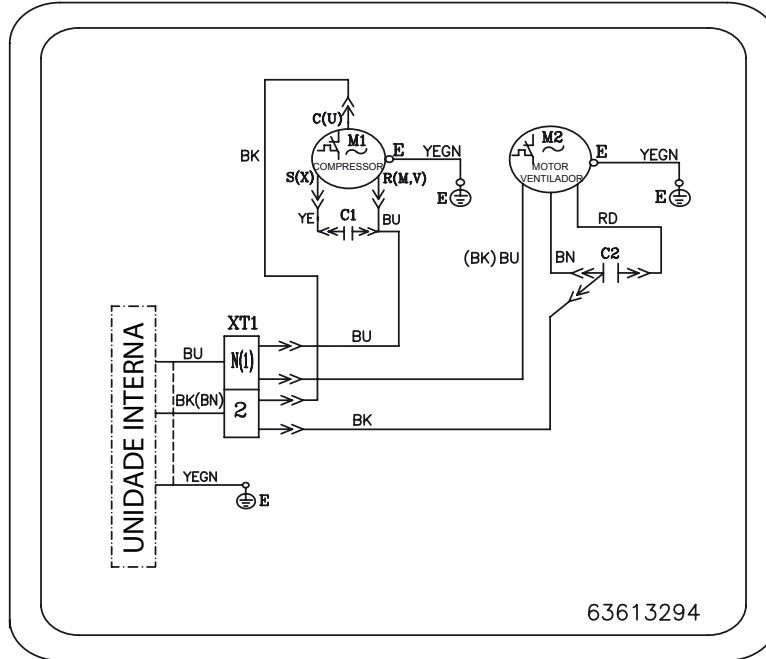 C(U)
M1
COMPRESSOR
E
YEGN
E
BK
S(X)
R(M,V)
YE
C1
BU
M2
MOTOR
VENTILADOR
E
YEGN
E
RD
(BK) BU
BN
C2
UNIDADE INTERNA
XT1
BU
N(1)
BU
BK(BN)
2
BK
YEGN
E
63613294